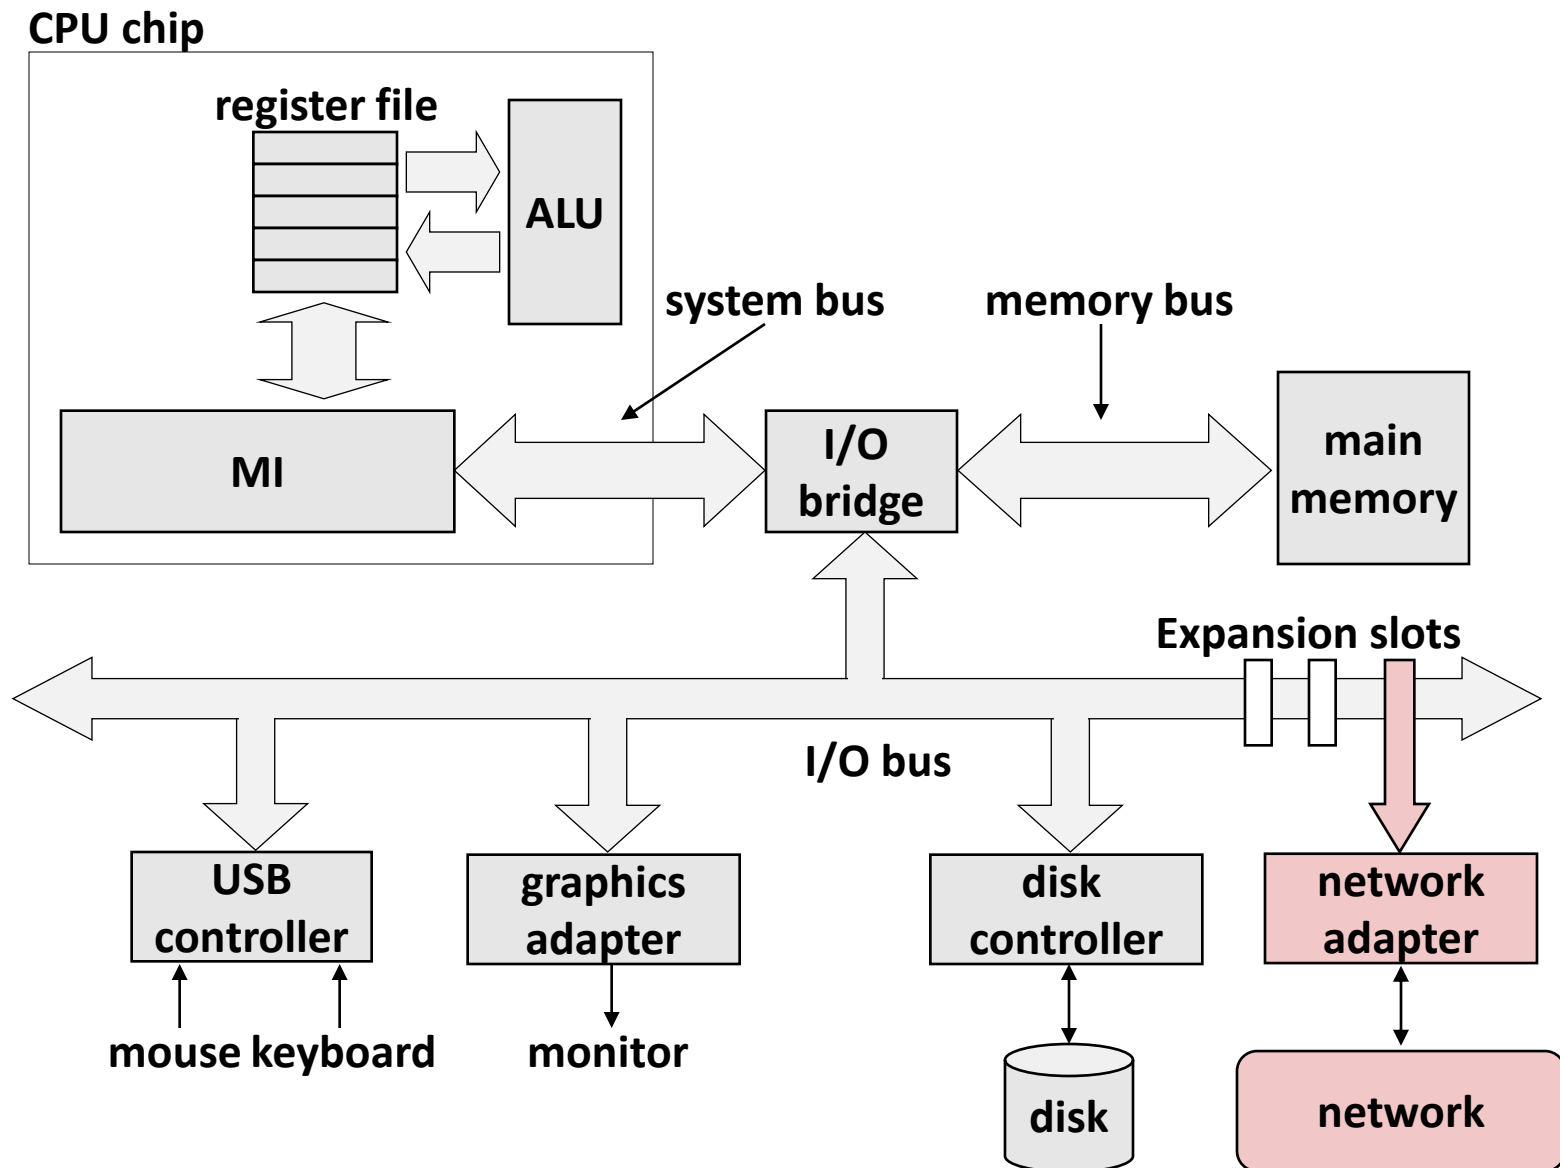 CPU chip
register file
ALU
system bus
memory bus
MI
I/O
bridge
main
memory
Expansion slots
I/O bus
USB
controller
graphics
adapter
disk
controller
network
adapter
mouse keyboard
monitor
disk
network